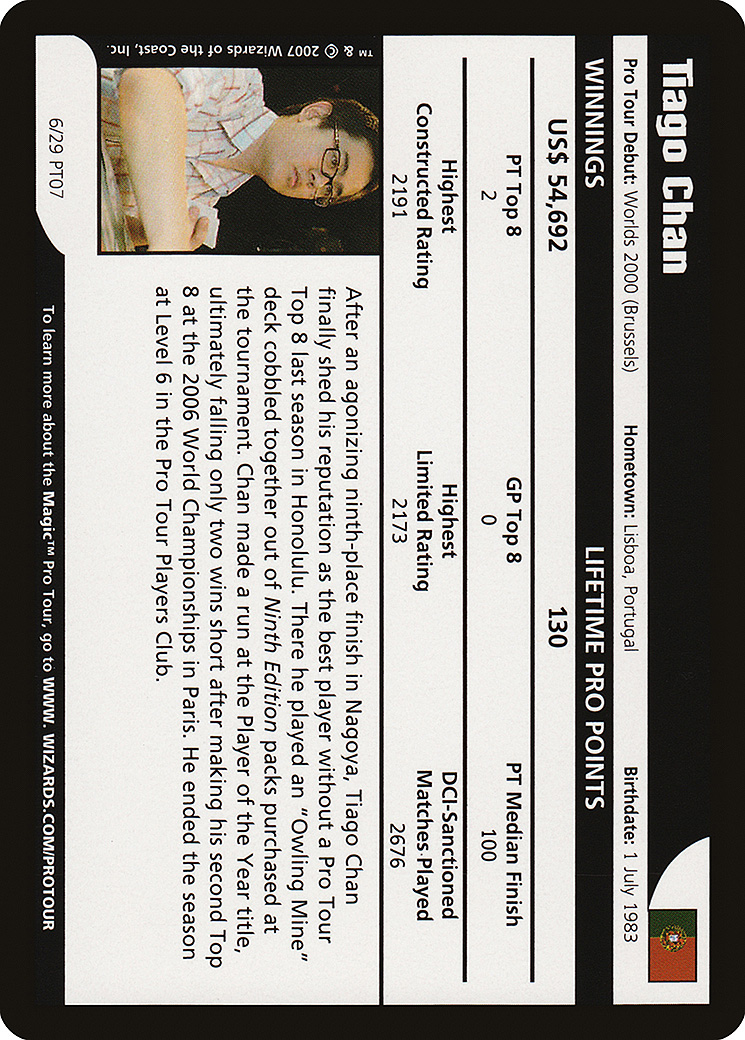 Tiago Chan
Pro Tour Debut: Worlds 2000 (Brussels) Hometown: Lisboa, Portugal Birthdate: 1 July 1983
WINNINGS LIFETIME PRO POINTS
US$ 54,692 130
PT Top 8 GP Top 8 PT Median Finish
2 0 100
Highest Highest DCI-Sanctioned
Constructed Rating Limited Rating Matches Played
2191 2173 2676
After an agonizing ninth-place finish in Nagoya, Tiago Chan
finally shed his reputation as the best player without a Pro Tour
Top 8 last season in Honolulu. There he played an “Owling Mine”
deck cobbled together out of Ninth Edition packs purchased at
the tournament. Chan made a run at the Player of the Year title,
ultimately falling only two wins short after making his second Top
8 at the 2006 World Championships in Paris. He ended the season
at Level 6 in the Pro Tour Players Club.
™ & © 2007 Wizards of the Coast, Inc.
6/29 PT07
To learn more about the Magic™ Pro Tour, go to WWW. WIZARDS.COM/PROTOUR